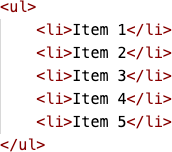 <ul>
    <li>Item 1</li>
    <li>Item 2</li>
    <li>Item 3</li>
    <li>Item 4</li>
    <li>Item 5</li>
</ul>